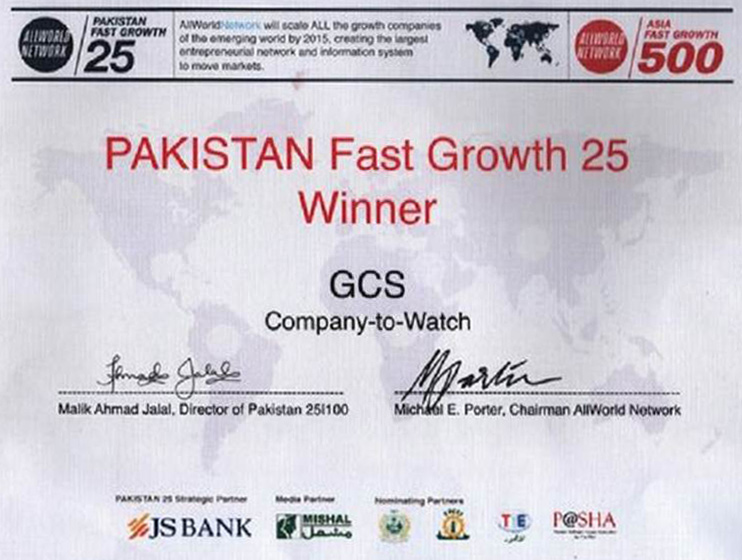 ALLWORLD
NETWORK
PAKISTAN
FAST GROWTH
25
AllWorldNetwork will scale ALL the growth companies
of the emerging world by 2015, creating the largest
entrepreneurial network and information system
to move markets.
ALLWORLD
NETWORK
ASIA
FAST GROWTH
500
PAKISTAN Fast Growth 25
Winner
GCS
Company-to-Watch
Malik Ahmad Jalal, Director of Pakistan 25|100
Michael E. Porter, Chairman AllWorld Network
PAKISTAN 25 Strategic Partner
Media Partner
Nominating Partners
JS BANK
MISHAL
مشعل
TiE
P@SHA